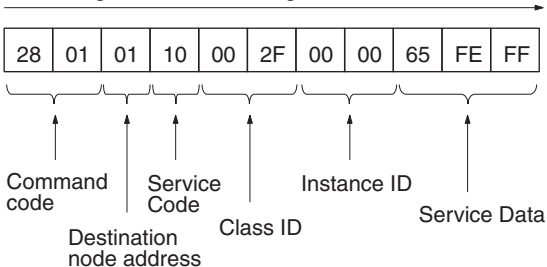 28 01 01 10 00 2F 00 00 65 FE FF
Command
code
Destination
node address
Service
Code
Class ID
Instance ID
Service Data